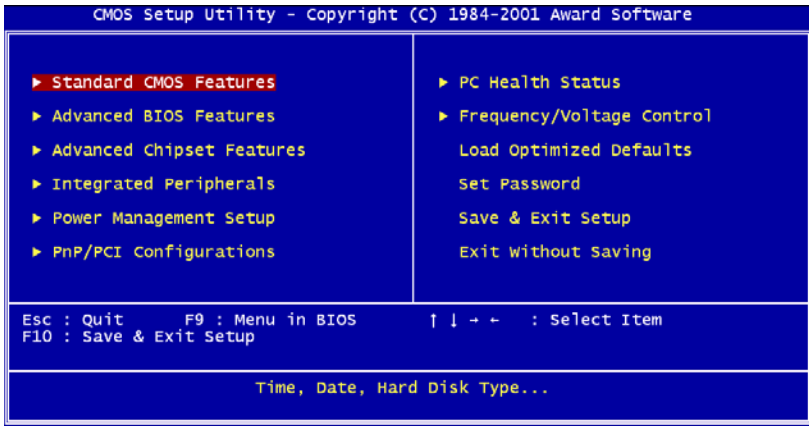 CMOS Setup Utility - Copyright (C) 1984-2001 Award Software
► Standard CMOS Features
► Advanced BIOS Features
► Advanced Chipset Features
► Integrated Peripherals
► Power Management Setup
► PnP/PCI Configurations
► PC Health Status
► Frequency/Voltage Control
Load Optimized Defaults
Set Password
Save & Exit Setup
Exit Without Saving
Esc : Quit F9 : Menu in BIOS ↑ ↓ → ← : Select Item
F10 : Save & Exit Setup
Time, Date, Hard Disk Type...